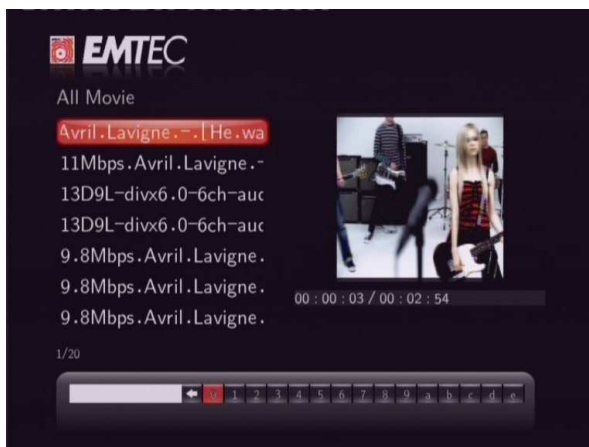 EMTEC
All Movie
Avril.Lavigne.-.[He.wa
11Mbps.Avril.Lavigne.-
13D9L-divx6.0-6ch-auc
13D9L-divx6.0-6ch-auc
9.8Mbps.Avril.Lavigne.
9.8Mbps.Avril.Lavigne.
9.8Mbps.Avril.Lavigne.
00 : 00 : 03 / 00 : 02 : 54
1/20
0 1 2 3 4 5 6 7 8 9 a b c d e